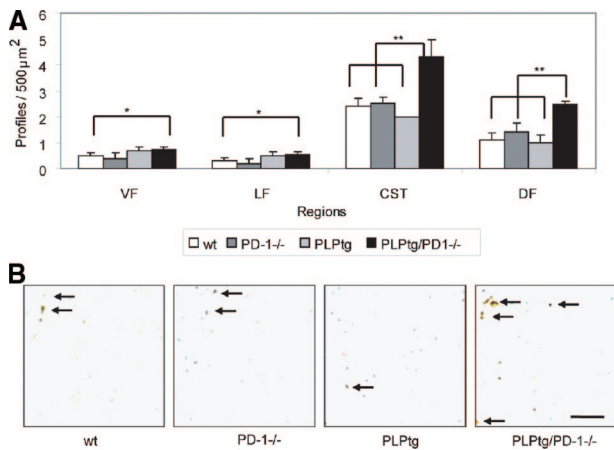 A
Profiles / 500 µm²
6
5
4
3
2
1
0
*
*
**
**
VF LF CST DF
Regions
wt PD-1-/- PLPtg PLPtg/PD1-/-
B
wt PD-1-/- PLPtg PLPtg/PD-1-/-